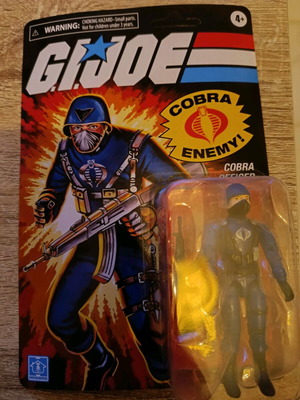 WARNING: CHOKING HAZARD-Small parts.
Not for children under 3 years.
4+
G.I.JOE
COBRA
ENEMY!
COBRA
OFFICER